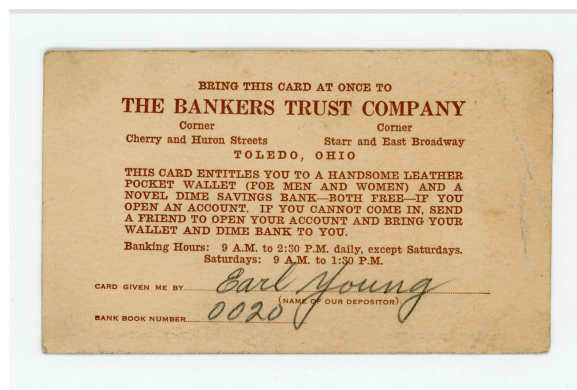 BRING THIS CARD AT ONCE TO
THE BANKERS TRUST COMPANY
Corner Corner
Cherry and Huron Streets Starr and East Broadway
TOLEDO, OHIO
THIS CARD ENTITLES YOU TO A HANDSOME LEATHER
POCKET WALLET (FOR MEN AND WOMEN) AND A
NOVEL DIME SAVINGS BANK—BOTH FREE—IF YOU
OPEN AN ACCOUNT. IF YOU CANNOT COME IN, SEND
A FRIEND TO OPEN YOUR ACCOUNT AND BRING YOUR
WALLET AND DIME BANK TO YOU.
Banking Hours: 9 A.M. to 2:30 P.M. daily, except Saturdays.
Saturdays: 9 A.M. to 1:30 P.M.
CARD GIVEN ME BY Earl Young
(NAME OF OUR DEPOSITOR)
BANK BOOK NUMBER 0020